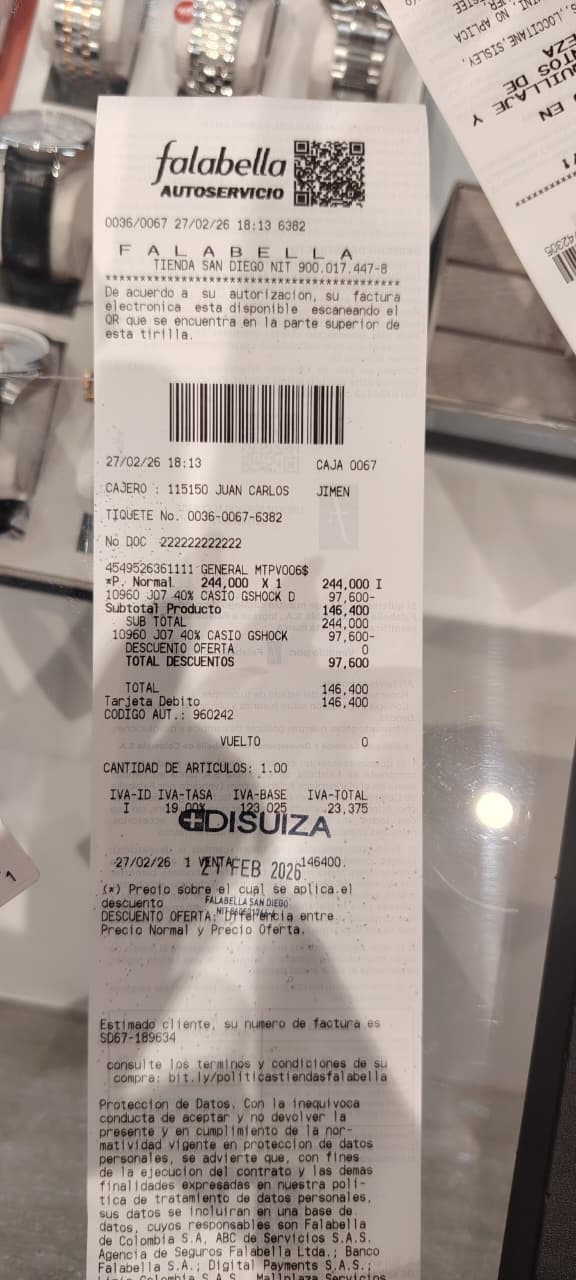 falabella
AUTOSERVICIO
0036/0067 27/02/26 18:13 6382
F A L A B E L L A
TIENDA SAN DIEGO NIT 900.017.447-8
****************************************
De acuerdo a su autorizacion, su factura
electronica esta disponible escaneando el
QR que se encuentra en la parte superior de
esta tirilla.
27/02/26 18:13 CAJA 0067
CAJERO : 115150 JUAN CARLOS JIMEN
TIQUETE No. 0036-0067-6382
No DOC 222222222222
4549526361111 GENERAL MTPV006$
*P. Normal 244,000 X 1 244,000 I
10960 J07 40% CASIO GSHOCK D 97,600-
Subtotal Producto 146,400
SUB TOTAL 244,000
10960 J07 40% CASIO GSHOCK 97,600-
DESCUENTO OFERTA 0
TOTAL DESCUENTOS 97,600
TOTAL 146,400
Tarjeta Debito 146,400
CODIGO AUT.: 960242
VUELTO 0
CANTIDAD DE ARTICULOS: 1.00
IVA-ID IVA-TASA IVA-BASE IVA-TOTAL
I 19.00% 123,025 23,375
DISUIZA
27/02/26 1 VENTA 146400.
27 FEB 2026
(*) Precio sobre el cual se aplica el
descuento
FALABELLA SAN DIEGO
DESCUENTO OFERTA: Diferencia entre
Precio Normal y Precio Oferta.
Estimado cliente, su numero de factura es
SD67-189634
consulte los terminos y condiciones de su
compra: bit.ly/politicastiendasfalabella
Proteccion de Datos. Con la inequivoca
conducta de aceptar y no devolver la
presente y en cumplimiento de la nor-
matividad vigente en proteccion de datos
personales, se advierte que, con fines
de la ejecucion del contrato y las demas
finalidades expresadas en nuestra poli-
tica de tratamiento de datos personales,
sus datos se incluiran en una base de
datos, cuyos responsables son Falabella
de Colombia S.A, ABC de Servicios S.A.S.
Agencia de Seguros Falabella Ltda.; Banco
Falabella S.A.; Digital Payments S.A.S.;
Colombia S.A.S. Mallplaza Servicios
NO APLICA
LOCCITANE,SISLEY,
QUILLAJE Y
EN